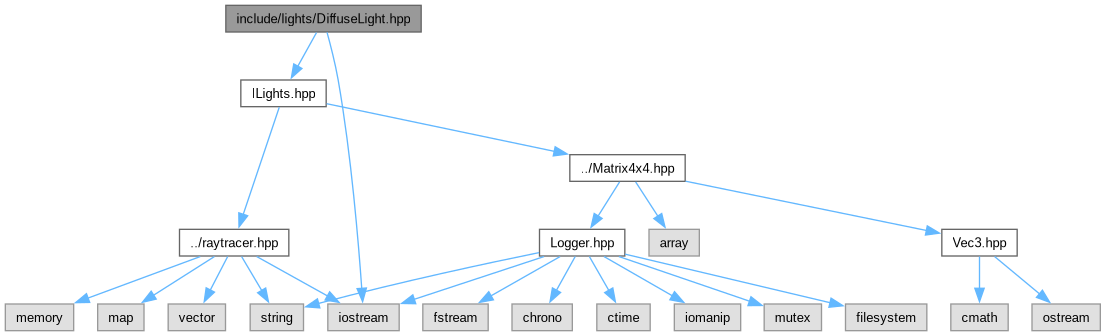 include/lights/DiffuseLight.hpp
ILights.hpp
../Matrix4x4.hpp
../raytracer.hpp
Logger.hpp
array
Vec3.hpp
memory
map
vector
string
iostream
fstream
chrono
ctime
iomanip
mutex
filesystem
cmath
ostream